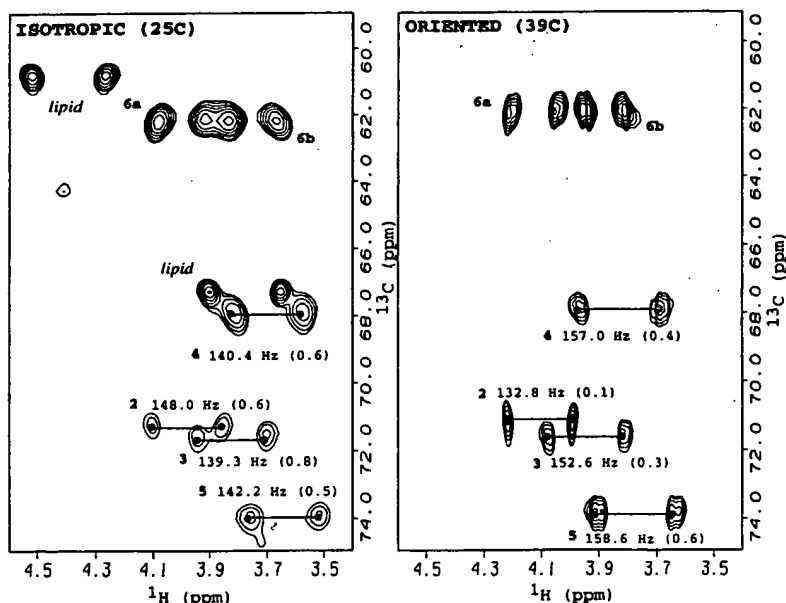 ISOTROPIC (25C)
lipid
6a
6b
lipid
4 140.4 Hz (0.6)
2 148.0 Hz (0.6)
3 139.3 Hz (0.8)
5 142.2 Hz (0.5)
60.0
62.0
64.0
66.0
68.0
70.0
72.0
74.0
13C (ppm)
4.5 4.1 3.9 3.7 3.5
1H (ppm)
ORIENTED (39C)
6a
6b
4 157.0 Hz (0.4)
2 132.8 Hz (0.1)
3 152.6 Hz (0.3)
5 158.6 Hz (0.6)
60.0
62.0
64.0
66.0
68.0
70.0
72.0
74.0
13C (ppm)
4.5 4.1 3.9 3.7 3.5
1H (ppm)